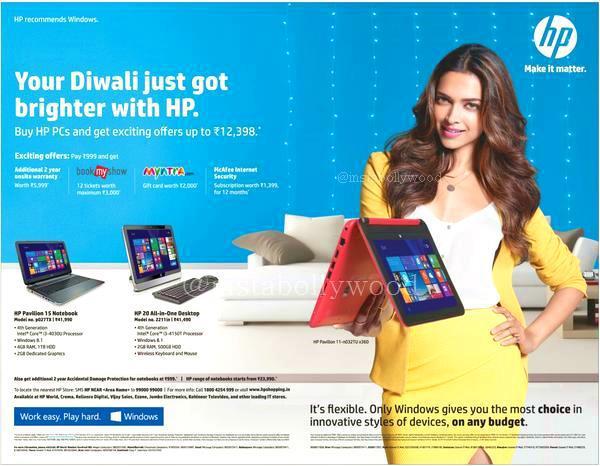 HP recommends Windows.
hp
Make it matter.
Your Diwali just got
brighter with HP.
Buy HP PCs and get exciting offers up to ₹12,398.*
Exciting offers: Pay ₹999 and get
Additional 2 year
onsite warranty
Worth ₹5,999*
bookmyshow
12 tickets worth
maximum ₹3,000*
Myntra.com
Gift card worth ₹2,000*
McAfee Internet
Security
Subscription worth ₹1,399,
for 12 months*
@instabollywood
@instabollywood
HP Pavilion 15 Notebook
Model no. p027TX | ₹41,990
• 4th Generation
Intel® Core™ i3-4030U Processor
• Windows 8.1
• 4GB RAM, 1TB HDD
• 2GB Dedicated Graphics
HP 20 All-in-One Desktop
Model no. 2211in | ₹41,490
• 4th Generation
Intel® Core™ i3-4150T Processor
• Windows 8.1
• 2GB RAM, 500GB HDD
• Wireless Keyboard and Mouse
HP Pavilion 11-n032TU x360
Also get additional 2 year Accidental Damage Protection for notebooks at ₹999.* | HP range of notebooks starts from ₹23,990.*
To locate the nearest HP Store: SMS HP NEAR <Area Name> to 99000 99000 | For more info: Call 1800 4254 999 or visit www.hpshopping.in
Available at HP World, Croma, Reliance Digital, Vijay Sales, Ezone, Jumbo Electronics, Kohinoor Televideo, and other leading IT stores.
Work easy. Play hard.
Windows
It's flexible. Only Windows gives you the most choice in
innovative styles of devices, on any budget.